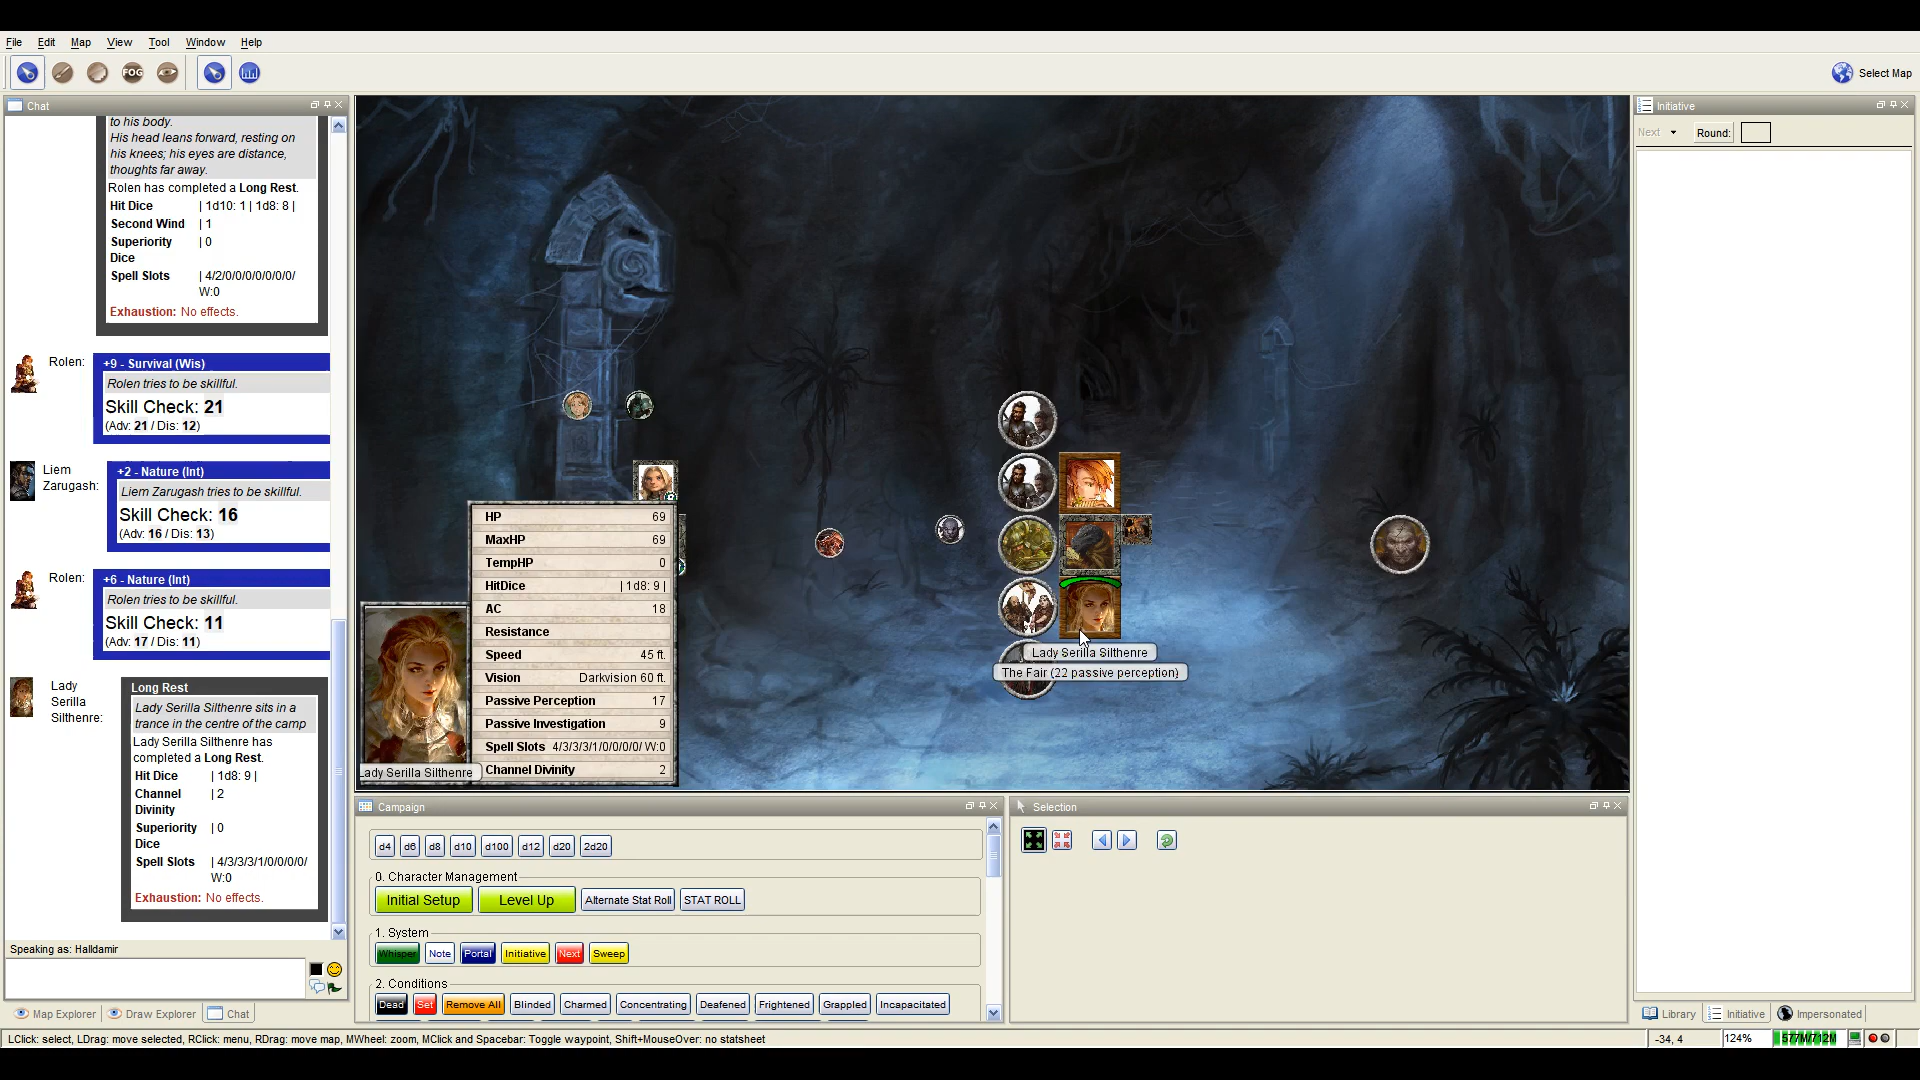 File Edit Map View Tool Window Help
FOG
Select Map
Chat
to his body.
His head leans forward, resting on
his knees; his eyes are distance,
thoughts far away.
Rolen has completed a Long Rest.
Hit Dice | 1d10: 1 | 1d8: 8 |
Second Wind | 1
Superiority | 0
Dice
Spell Slots | 4/2/0/0/0/0/0/0/0/
W:0
Exhaustion: No effects.
Rolen:
+9 - Survival (Wis)
Rolen tries to be skillful.
Skill Check: 21
(Adv: 21 / Dis: 12)
Liem
Zarugash:
+2 - Nature (Int)
Liem Zarugash tries to be skillful.
Skill Check: 16
(Adv: 16 / Dis: 13)
Rolen:
+6 - Nature (Int)
Rolen tries to be skillful.
Skill Check: 11
(Adv: 17 / Dis: 11)
Lady
Serilla
Silthenre:
Long Rest
Lady Serilla Silthenre sits in a
trance in the centre of the camp
Lady Serilla Silthenre has
completed a Long Rest.
Hit Dice | 1d8: 9 |
Channel | 2
Divinity
Superiority | 0
Dice
Spell Slots | 4/3/3/3/1/0/0/0/0/
W:0
Exhaustion: No effects.
Speaking as: Halldamir
Map Explorer Draw Explorer Chat
HP 69
MaxHP 69
TempHP 0
HitDice | 1d8: 9 |
AC 18
Resistance
Speed 45 ft.
Vision Darkvision 60 ft.
Passive Perception 17
Passive Investigation 9
Spell Slots 4/3/3/3/1/0/0/0/0/ W:0
Channel Divinity 2
Lady Serilla Silthenre
Lady Serilla Silthenre
The Fair (22 passive perception)
Campaign
d4 d6 d8 d10 d100 d12 d20 2d20
0. Character Management
Initial Setup Level Up Alternate Stat Roll STAT ROLL
1. System
Whisper Note Portal Initiative Next Sweep
2. Conditions
Dead Set Remove All Blinded Charmed Concentrating Deafened Frightened Grappled Incapacitated
Selection
Initiative
Next Round:
Library Initiative Impersonated
LClick: select, LDrag: move selected, RClick: menu, RDrag: move map, MWheel: zoom, MClick and Spacebar: Toggle waypoint, Shift+MouseOver: no statsheet
-34, 4 124% 577M/712M